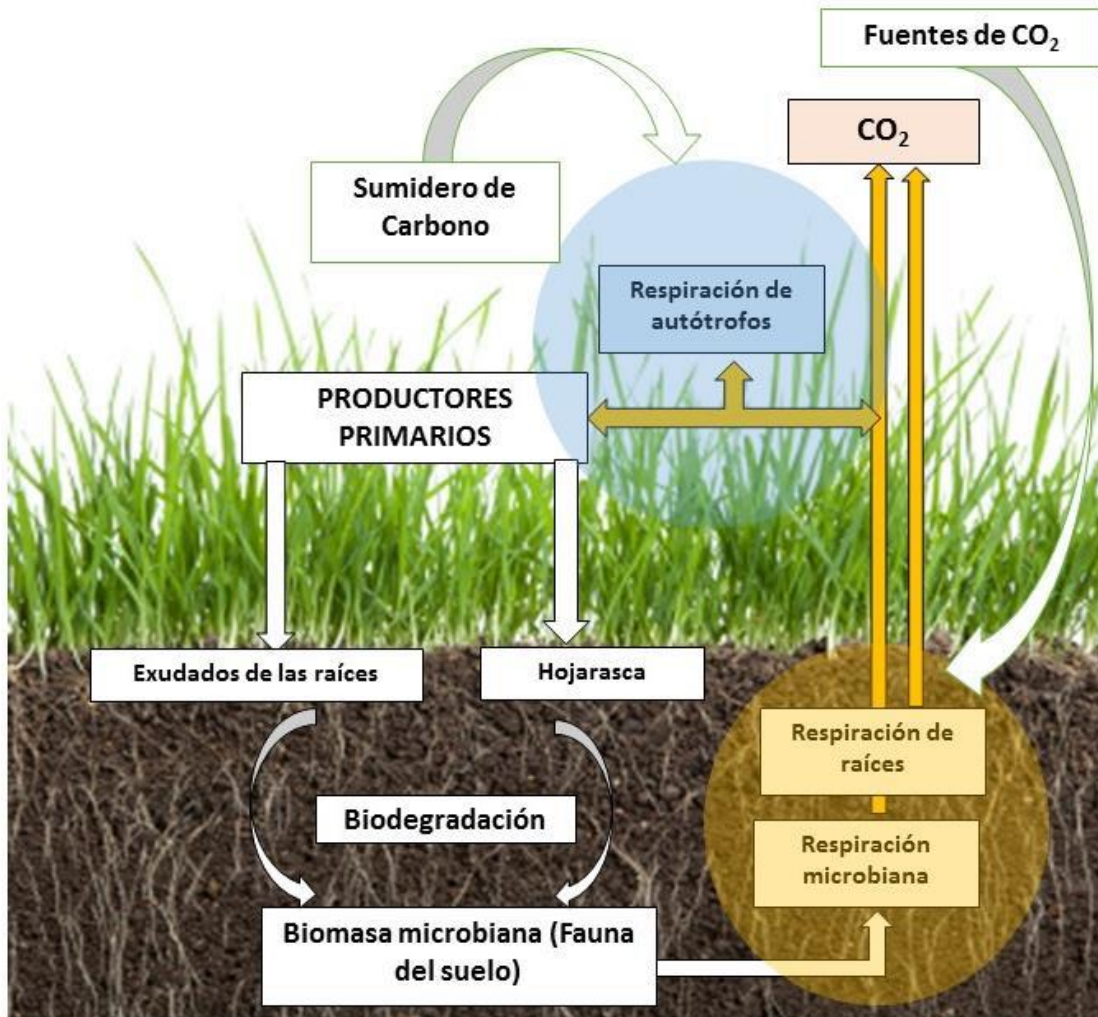 Fuentes de CO₂
CO₂
Sumidero de
Carbono
Respiración de
autótrofos
PRODUCTORES
PRIMARIOS
Exudados de las raíces
Hojarasca
Respiración de
raíces
Biodegradación
Respiración
microbiana
Biomasa microbiana (Fauna
del suelo)